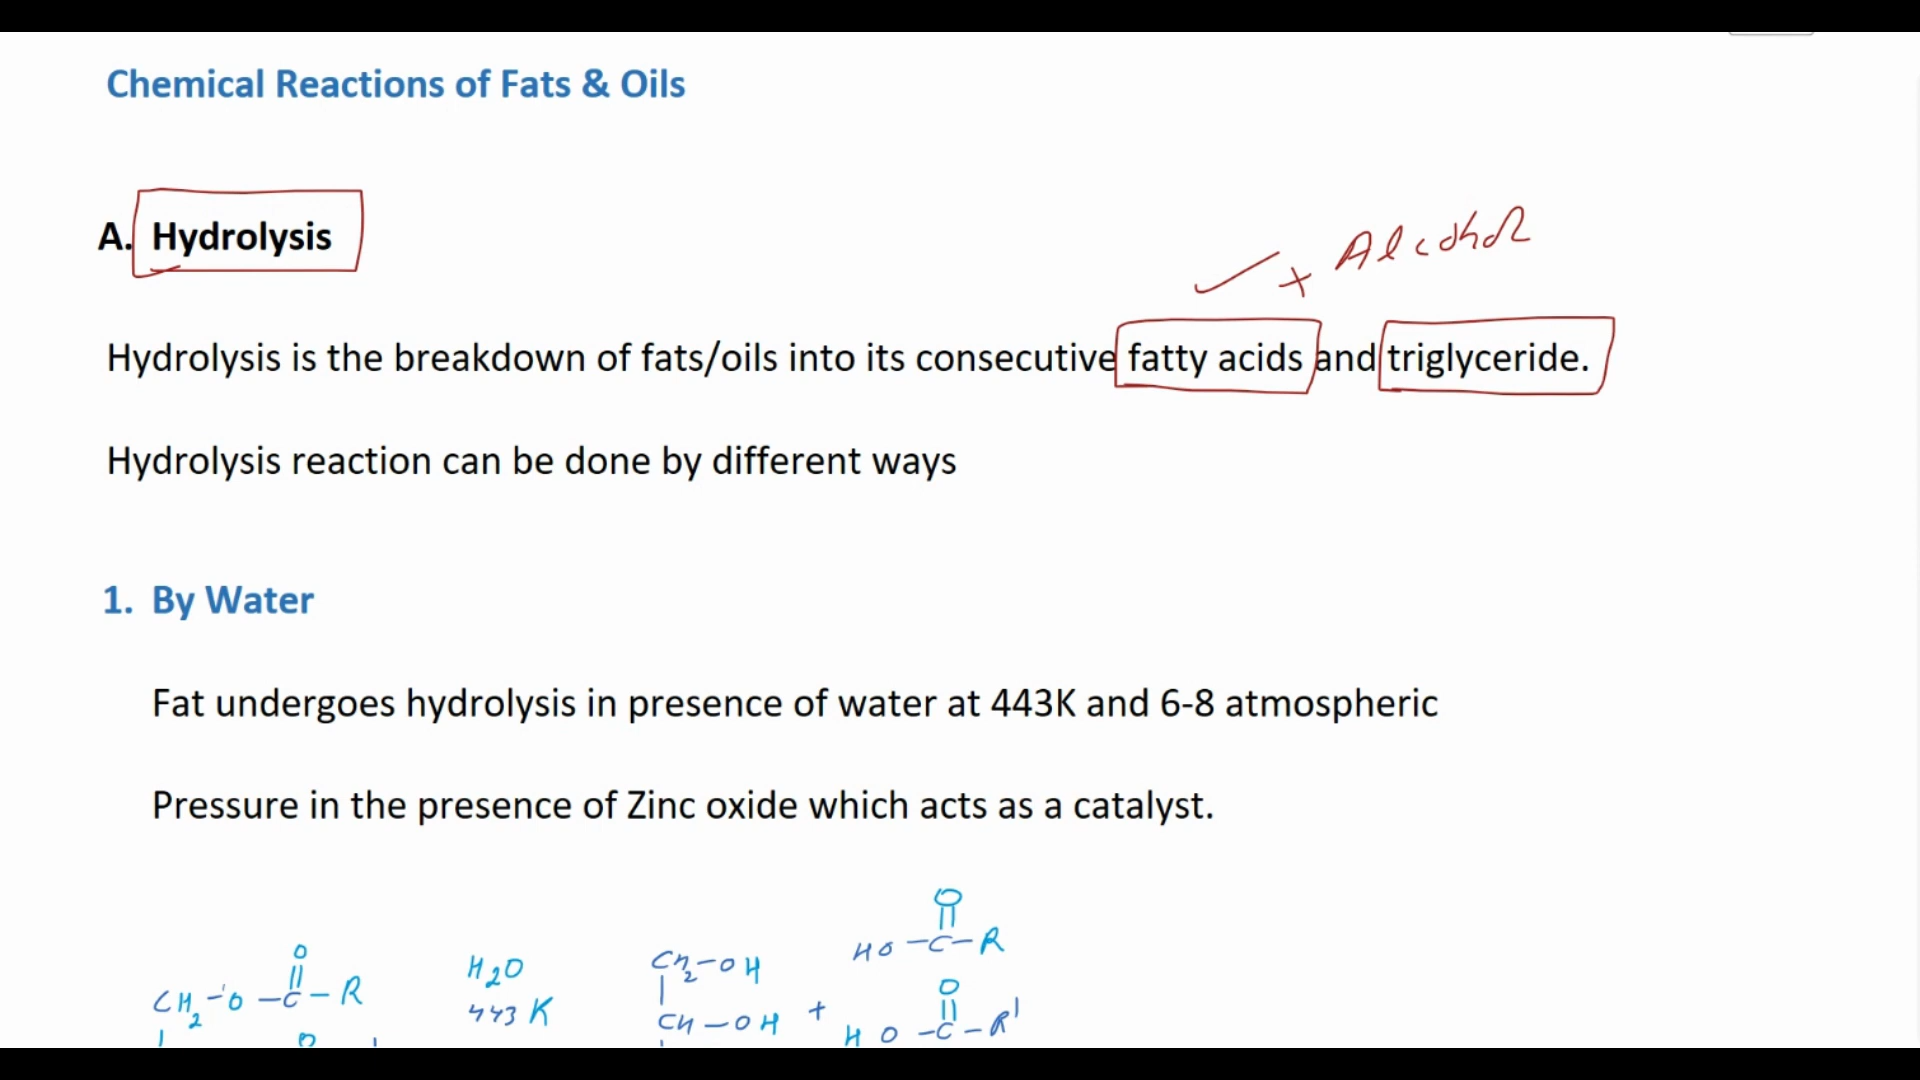 Chemical Reactions of Fats & Oils
A. Hydrolysis
+ Alcohol
Hydrolysis is the breakdown of fats/oils into its consecutive fatty acids and triglyceride.
Hydrolysis reaction can be done by different ways
1. By Water
Fat undergoes hydrolysis in presence of water at 443K and 6-8 atmospheric
Pressure in the presence of Zinc oxide which acts as a catalyst.
O O
HO-C-R
CH2-O-C-R H2O CH2-OH
O
443 K CH-OH + HO-C-R'
O